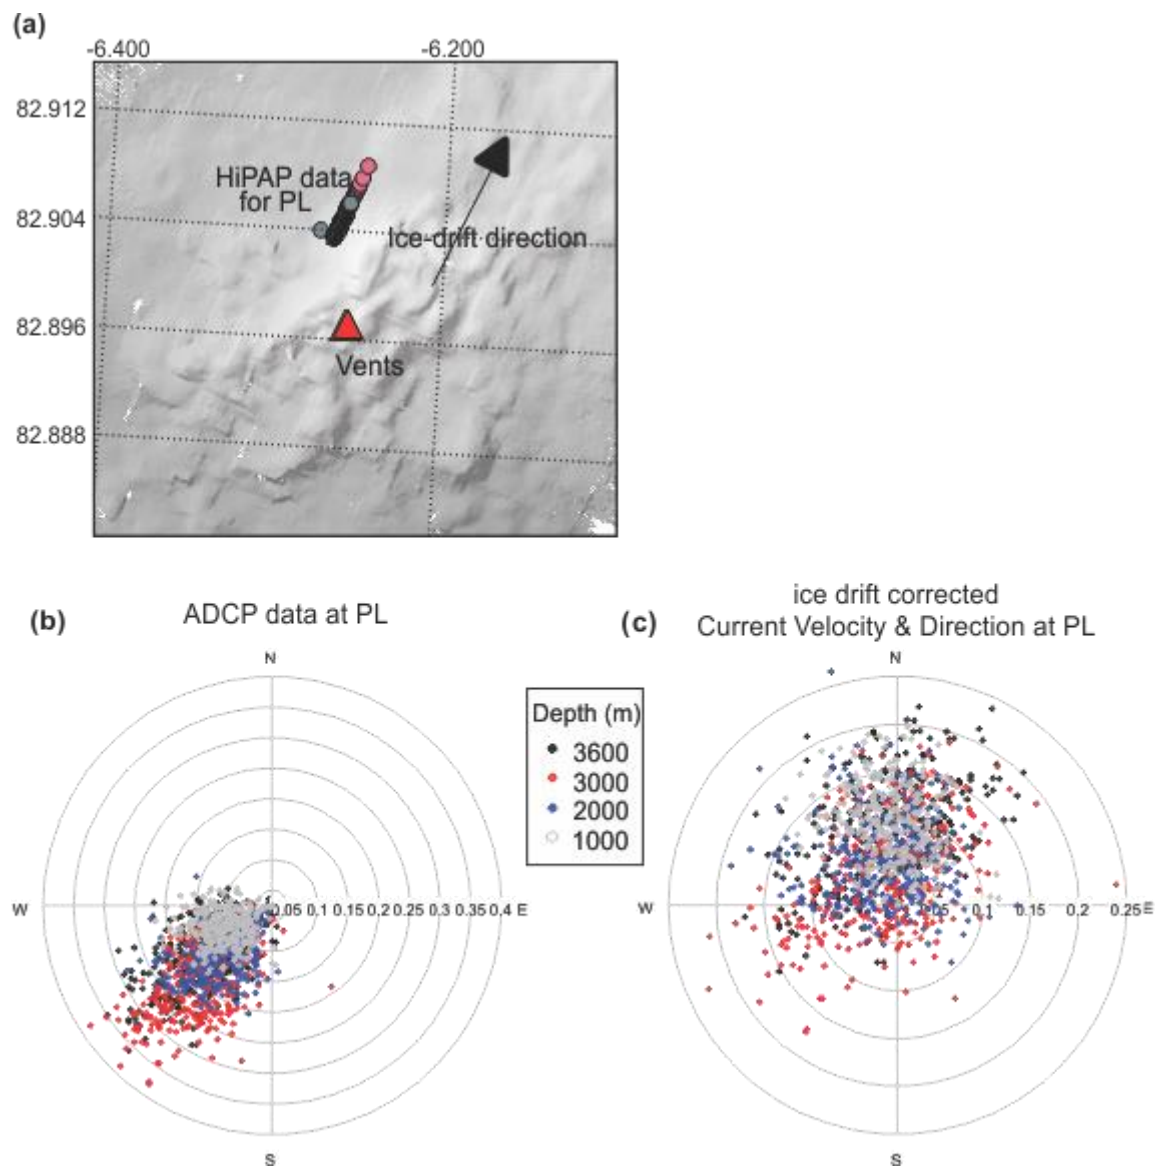 (a)
-6.400 -6.200
82.912
HiPAP data
for PL
82.904
Ice-drift direction
82.896
Vents
82.888
ice drift corrected
(b) ADCP data at PL (c) Current Velocity & Direction at PL
N N
Depth (m)
3600
3000
2000
1000
W 0.05 0.1 0.15 0.2 0.25 0.3 0.35 0.4 E W 0.05 0.1 0.15 0.2 0.25 E
S S